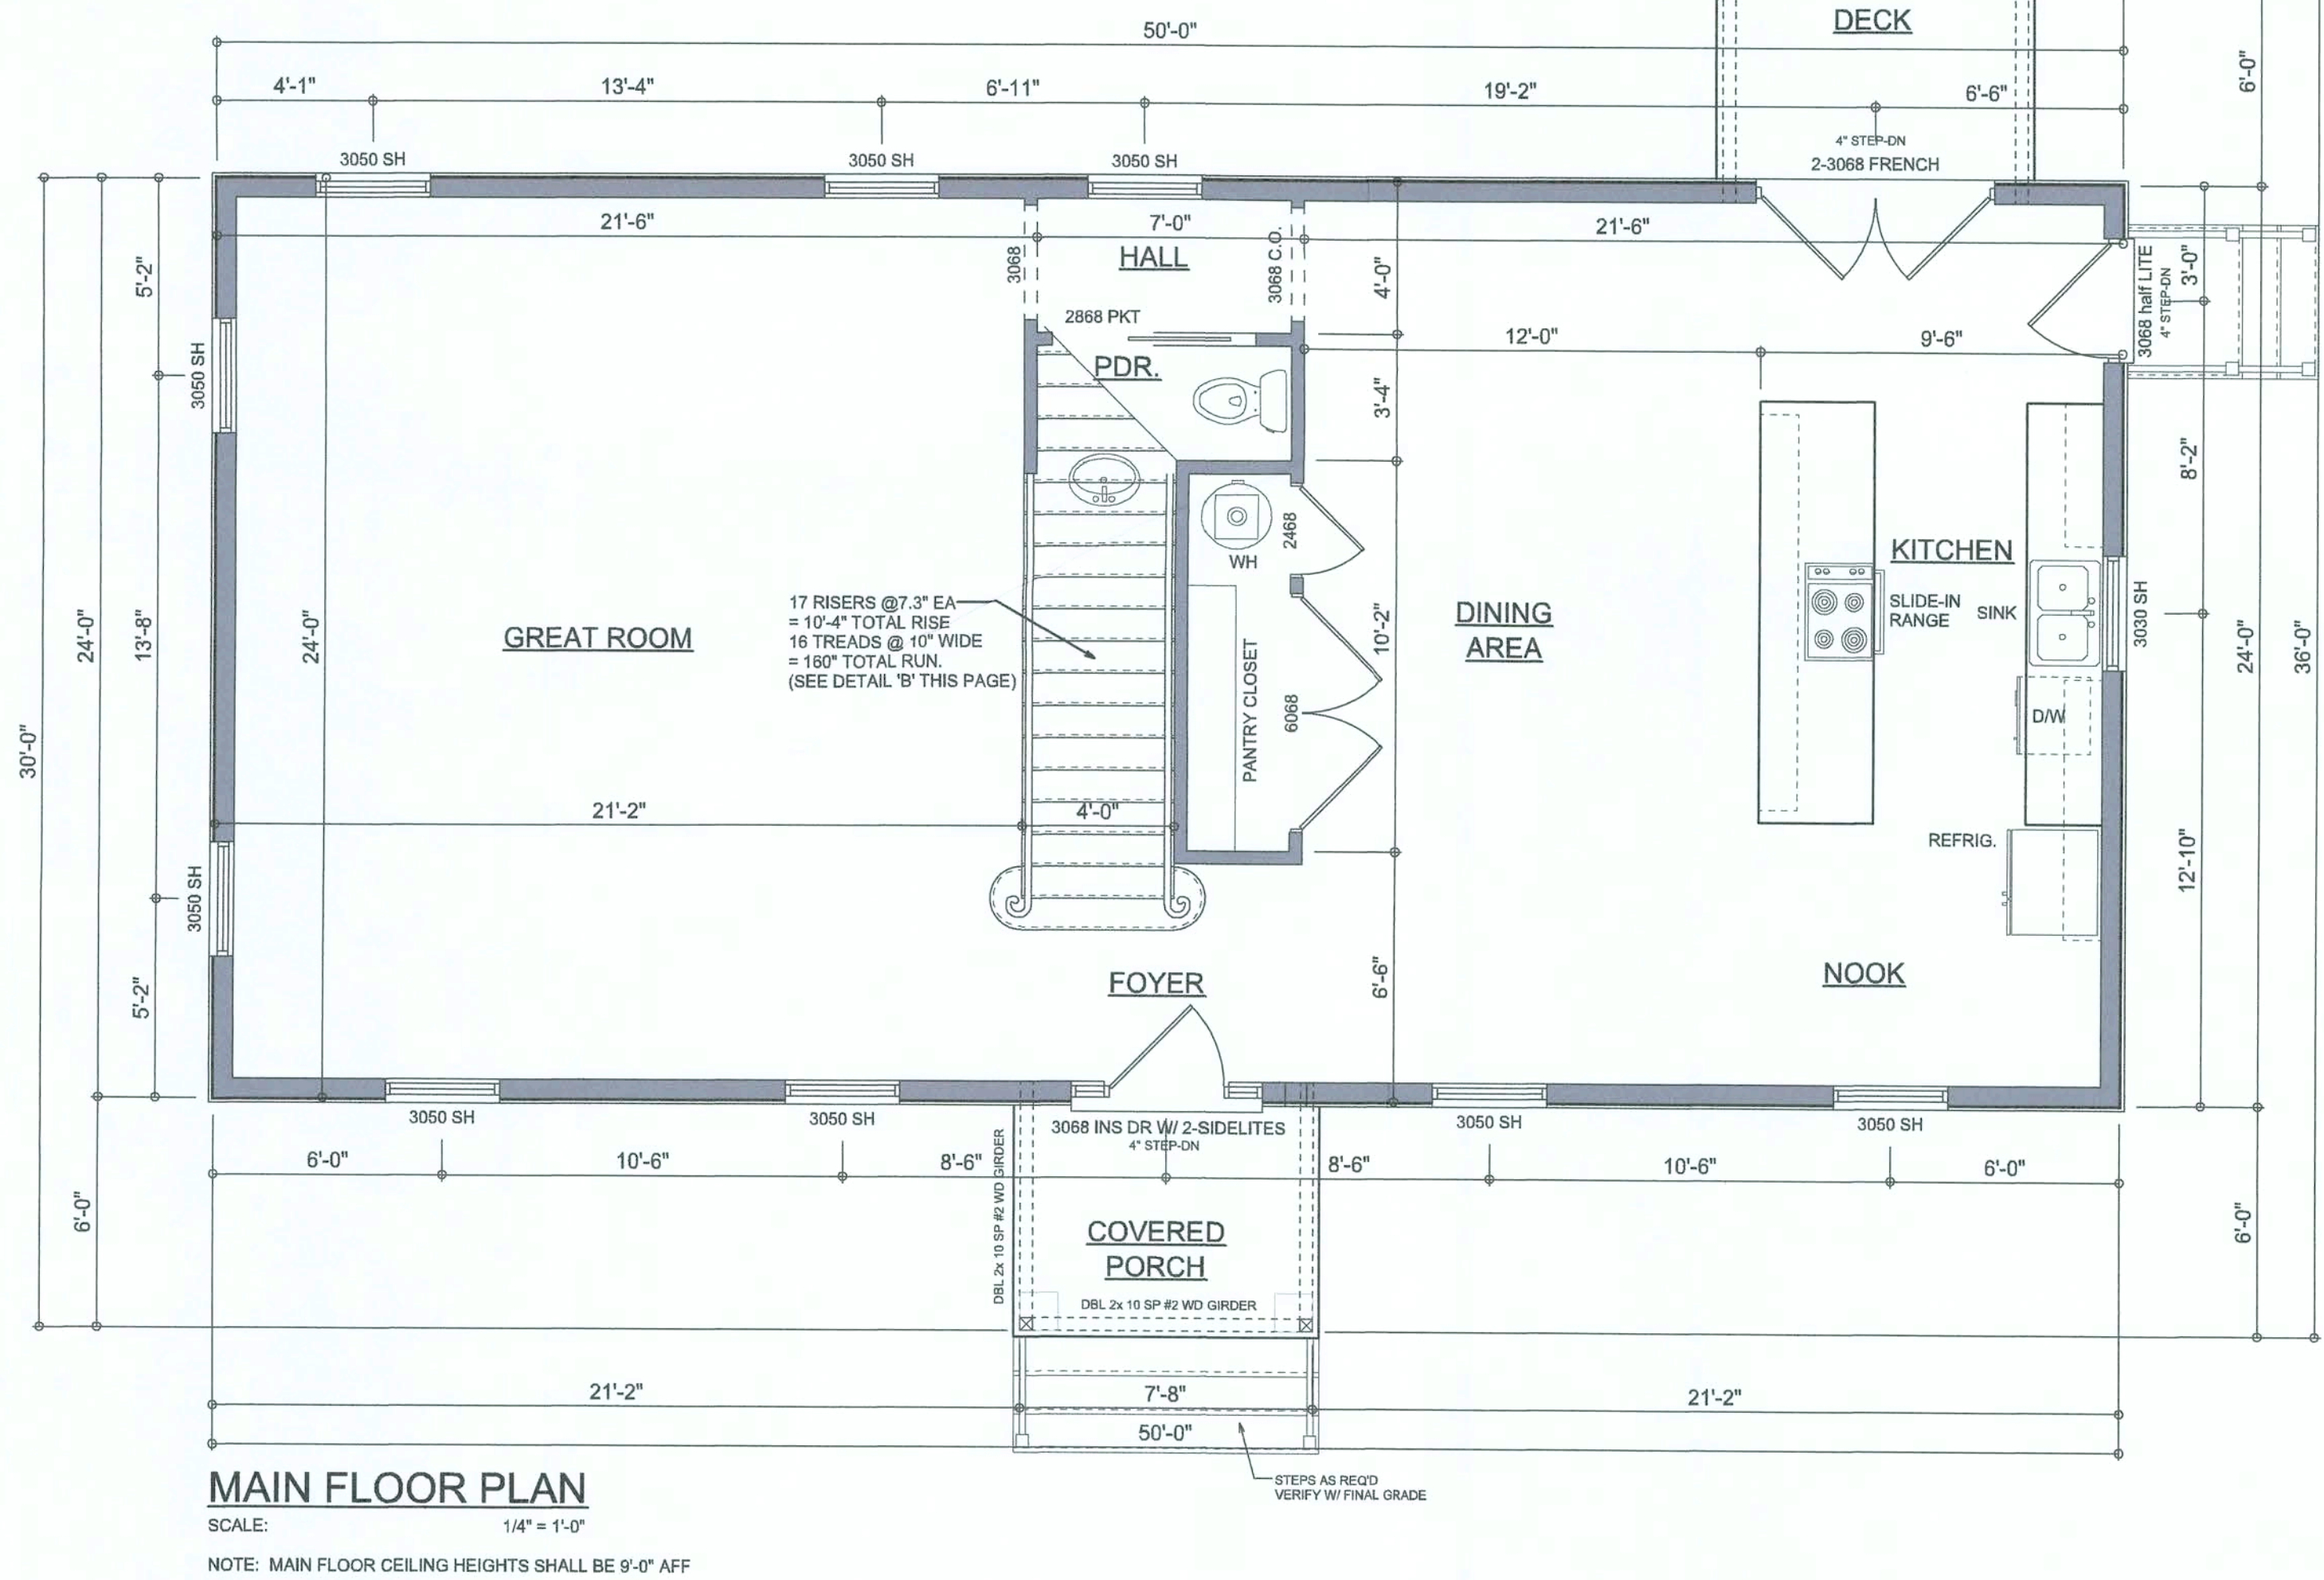 DECK
50'-0"
4'-1"
13'-4"
6'-11"
19'-2"
6'-6"
6'-0"
3050 SH
3050 SH
3050 SH
4" STEP-DN
2-3068 FRENCH
21'-6"
7'-0"
21'-6"
HALL
3068
3068 C.O.
4'-0"
5'-2"
3068 half LITE
4" STEP-DN
3'-0"
2868 PKT
12'-0"
9'-6"
PDR.
3'-4"
3050 SH
8'-2"
2468
WH
KITCHEN
17 RISERS @7.3" EA
= 10'-4" TOTAL RISE
16 TREADS @ 10" WIDE
= 160" TOTAL RUN.
(SEE DETAIL 'B' THIS PAGE)
SLIDE-IN
RANGE
SINK
3030 SH
DINING
AREA
GREAT ROOM
30'-0"
24'-0"
13'-8"
24'-0"
10'-2"
24'-0"
36'-0"
PANTRY CLOSET
6068
D/W
21'-2"
4'-0"
REFRIG.
12'-10"
3050 SH
5'-2"
FOYER
6'-6"
NOOK
3050 SH
3050 SH
3068 INS DR W/ 2-SIDELITES
4" STEP-DN
3050 SH
3050 SH
6'-0"
10'-6"
8'-6"
8'-6"
10'-6"
6'-0"
6'-0"
DBL 2x 10 SP #2 WD GIRDER
COVERED
PORCH
6'-0"
DBL 2x 10 SP #2 WD GIRDER
21'-2"
7'-8"
21'-2"
50'-0"
STEPS AS REQ'D
VERIFY W/ FINAL GRADE
MAIN FLOOR PLAN
SCALE: 1/4" = 1'-0"
NOTE: MAIN FLOOR CEILING HEIGHTS SHALL BE 9'-0" AFF